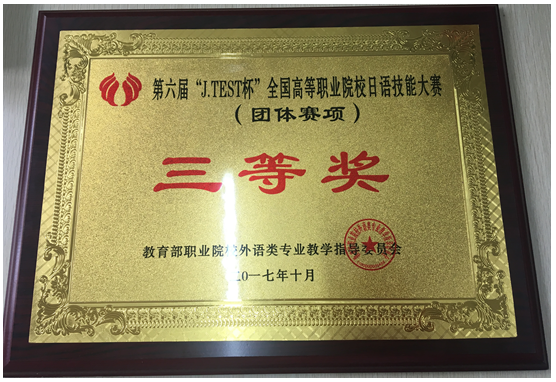 第六届“J.TEST杯”全国高等职业院校日语技能大赛
（团体赛项）
三等奖
教育部职业院校外语类专业教学指导委员会
二〇一七年十月